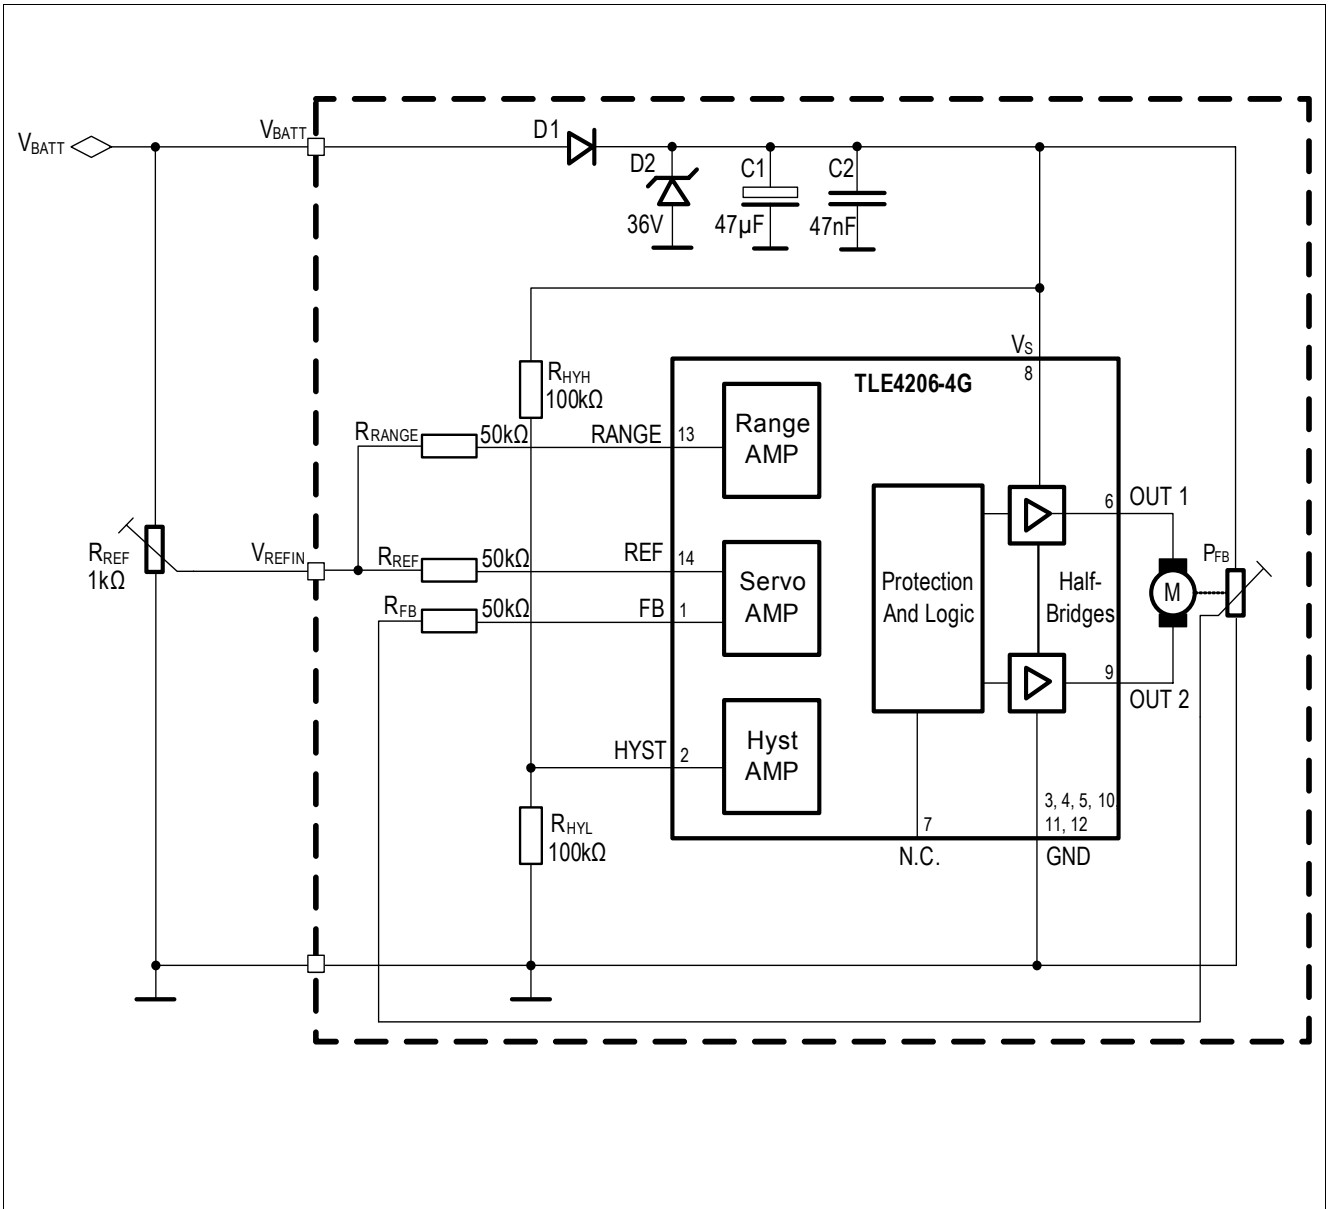 VBATT
VBATT
D1
D2
36V
C1
47µF
C2
47nF
VS
8
TLE4206-4G
RHYH
100kΩ
RRANGE
50kΩ
RANGE
13
Range
AMP
RREF
1kΩ
VREFIN
RREF
50kΩ
REF
14
RFB
50kΩ
FB
1
Servo
AMP
Protection
And Logic
Half-
Bridges
6
OUT 1
M
PFB
9
OUT 2
HYST
2
Hyst
AMP
RHYL
100kΩ
7
N.C.
3, 4, 5, 10,
11, 12
GND